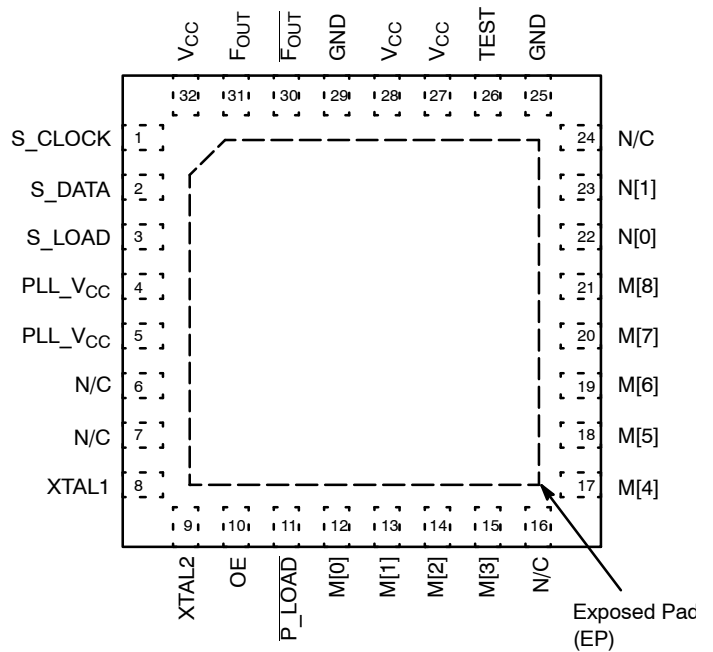 VCC FOUT FOUT GND VCC VCC TEST GND
32 31 30 29 28 27 26 25
S_CLOCK 1 24 N/C
S_DATA 2 23 N[1]
S_LOAD 3 22 N[0]
PLL_VCC 4 21 M[8]
PLL_VCC 5 20 M[7]
N/C 6 19 M[6]
N/C 7 18 M[5]
XTAL1 8 17 M[4]
9 10 11 12 13 14 15 16
XTAL2 OE P_LOAD M[0] M[1] M[2] M[3] N/C
Exposed Pad
(EP)